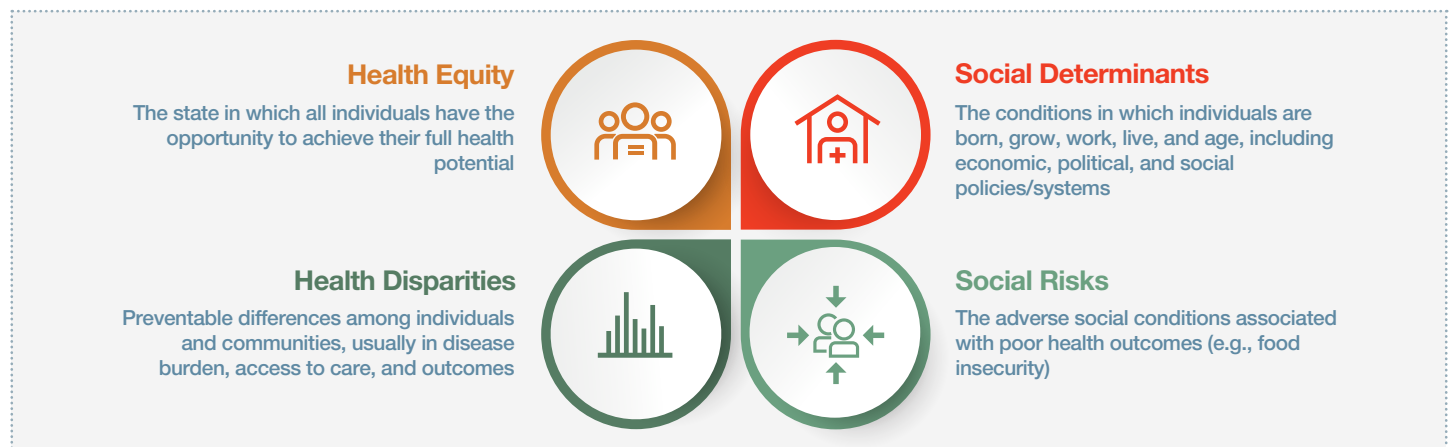 Health Equity
The state in which all individuals have the
opportunity to achieve their full health
potential
Social Determinants
The conditions in which individuals are
born, grow, work, live, and age, including
economic, political, and social
policies/systems
Health Disparities
Preventable differences among individuals
and communities, usually in disease
burden, access to care, and outcomes
Social Risks
The adverse social conditions associated
with poor health outcomes (e.g., food
insecurity)